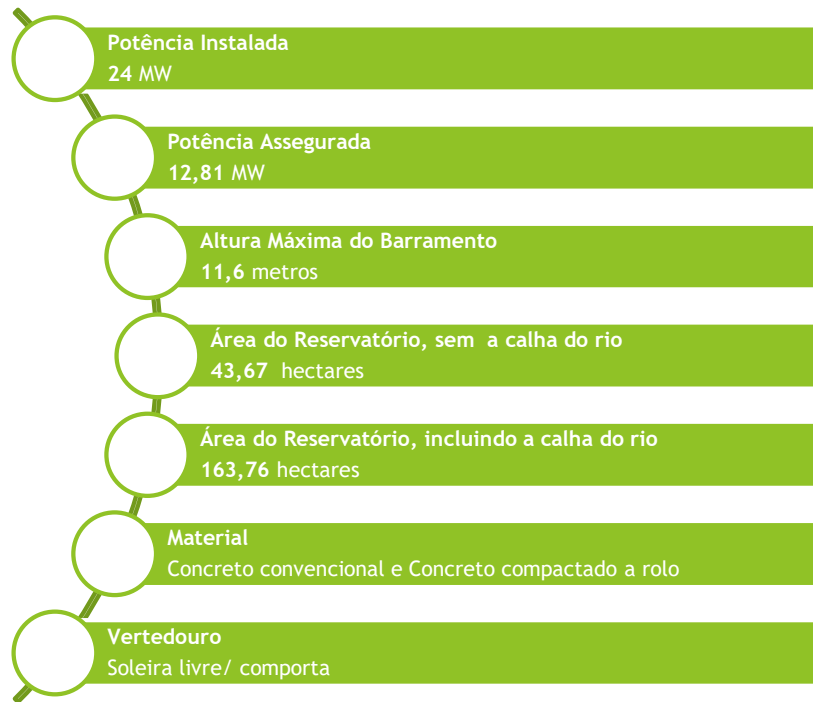 Potência Instalada
24 MW
Potência Assegurada
12,81 MW
Altura Máxima do Barramento
11,6 metros
Área do Reservatório, sem a calha do rio
43,67 hectares
Área do Reservatório, incluindo a calha do rio
163,76 hectares
Material
Concreto convencional e Concreto compactado a rolo
Vertedouro
Soleira livre/ comporta